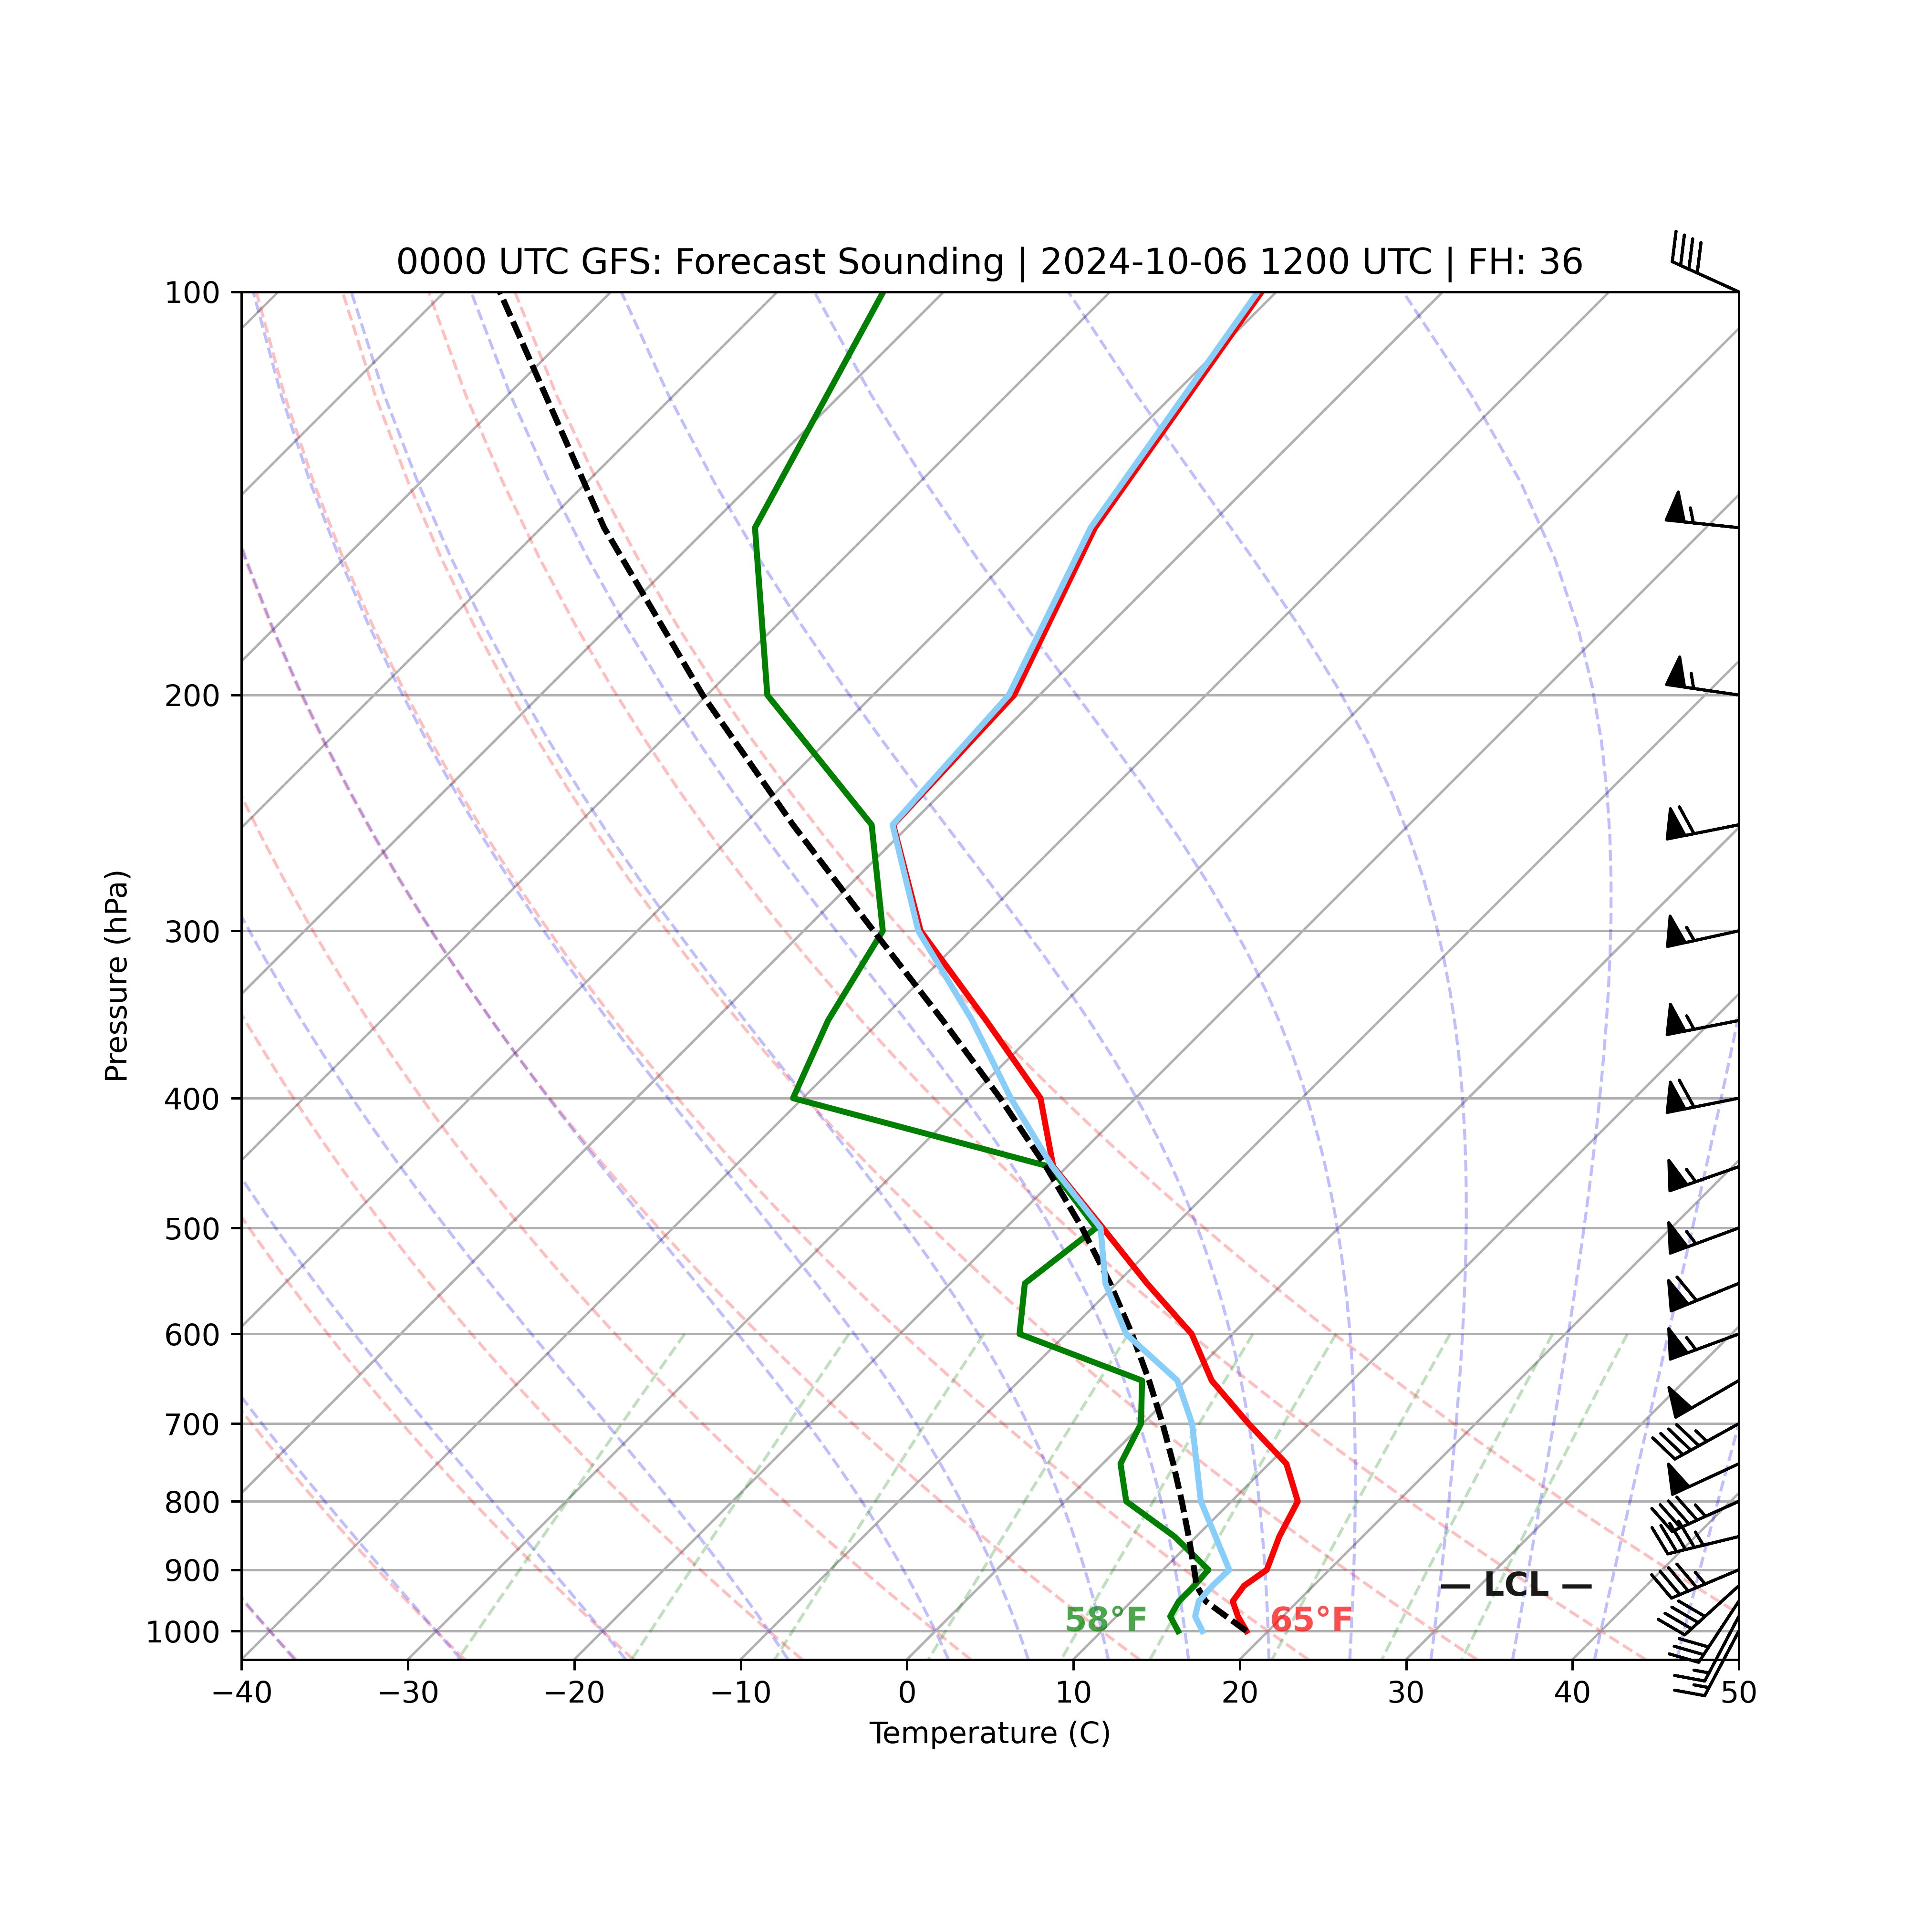 0000 UTC GFS: Forecast Sounding | 2024-10-06 1200 UTC | FH: 36
100
200
300
400
500
600
700
800
900
1000
Pressure (hPa)
— LCL —
58°F
65°F
−40 −30 −20 −10 0 10 20 30 40 50
Temperature (C)